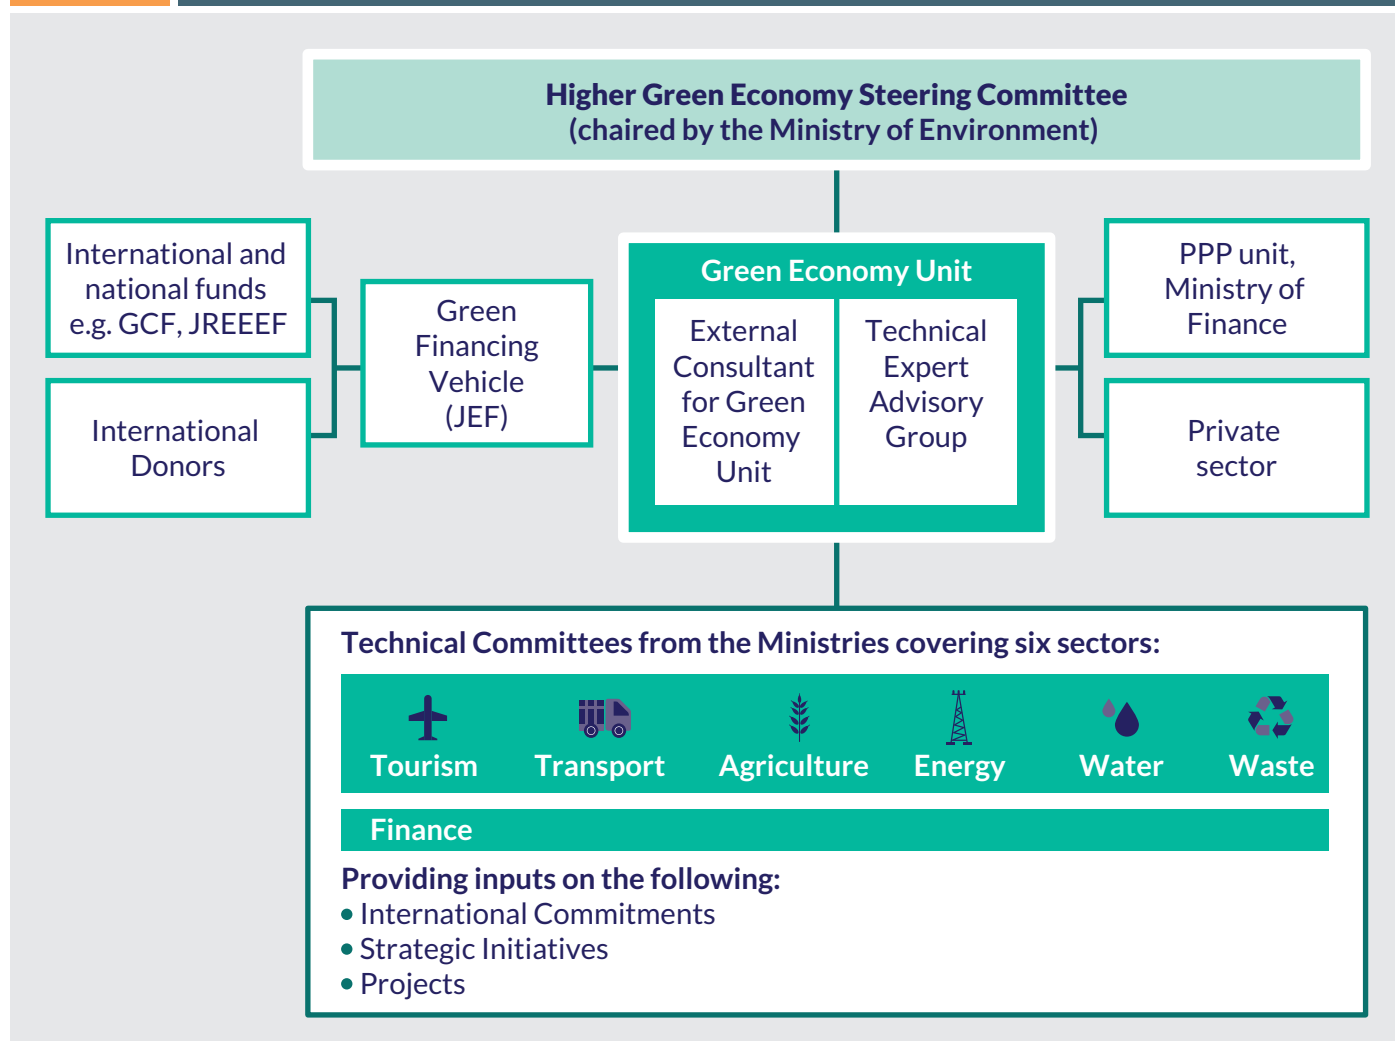 Higher Green Economy Steering Committee
(chaired by the Ministry of Environment)
International and
national funds
e.g. GCF, JREEEF
International
Donors
Green
Financing
Vehicle
(JEF)
Green Economy Unit
External
Consultant
for Green
Economy
Unit
Technical
Expert
Advisory
Group
PPP unit,
Ministry of
Finance
Private
sector
Technical Committees from the Ministries covering six sectors:
Tourism
Transport
Agriculture
Energy
Water
Waste
Finance
Providing inputs on the following:
• International Commitments
• Strategic Initiatives
• Projects